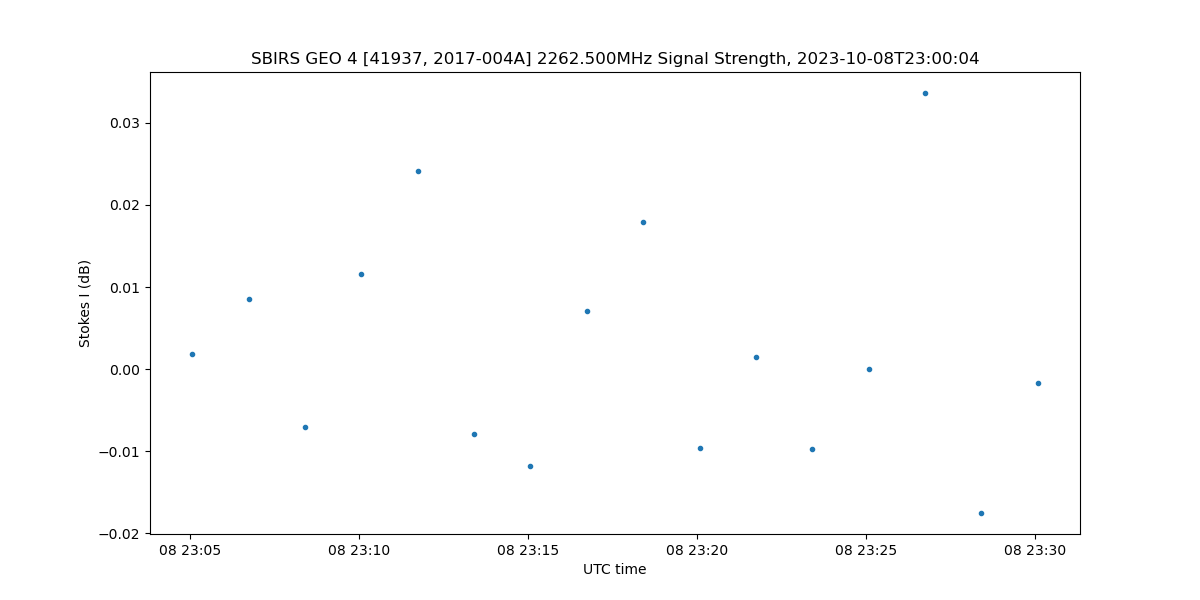 SBIRS GEO 4 [41937, 2017-004A] 2262.500MHz Signal Strength, 2023-10-08T23:00:04
0.03
0.02
0.01
0.00
−0.01
−0.02
Stokes I (dB)
08 23:05 08 23:10 08 23:15 08 23:20 08 23:25 08 23:30
UTC time